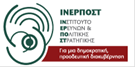 ΙΝΕΡΠΟΣΤ
ΙΝΣΤΙΤΟΥΤΟ
ΕΡΕΥΝΩΝ &
ΠΟΛΙΤΙΚΗΣ
ΣΤΡΑΤΗΓΙΚΗΣ
Για μια δημοκρατική,
προοδευτική διακυβέρνηση